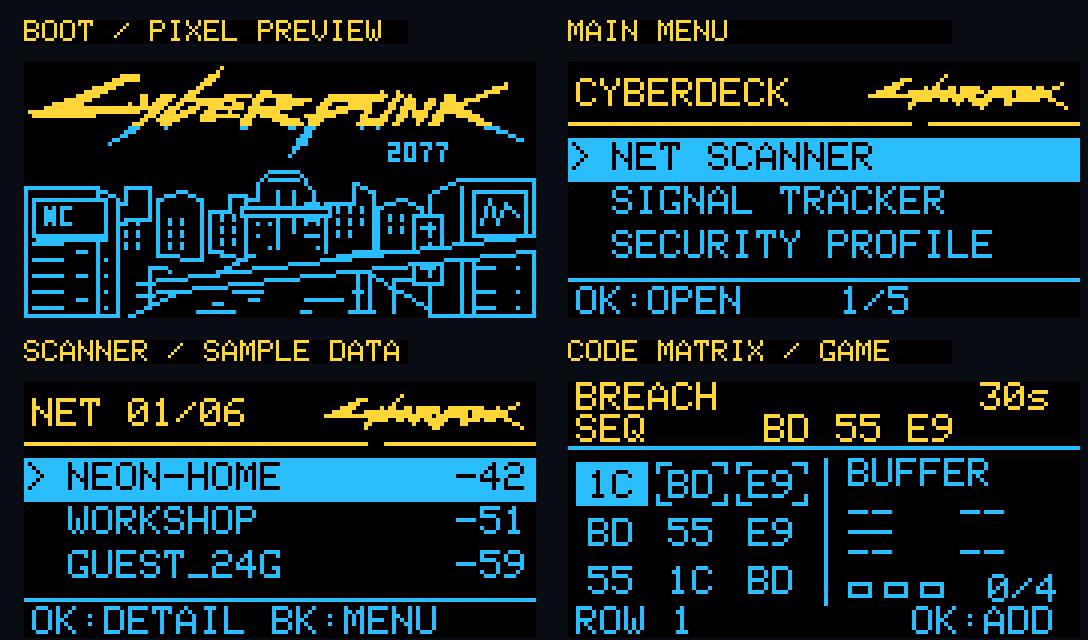 BOOT / PIXEL PREVIEW
CYBERPUNK
2077
NC
MAIN MENU
CYBERDECK CYBERPUNK
> NET SCANNER
SIGNAL TRACKER
SECURITY PROFILE
OK:OPEN 1/5
SCANNER / SAMPLE DATA
NET 01/06 CYBERPUNK
> NEON-HOME -42
WORKSHOP -51
GUEST_24G -59
OK:DETAIL BK:MENU
CODE MATRIX / GAME
BREACH 30s
SEQ BD 55 E9
1C BD E9 BUFFER
BD 55 E9
55 1C BD
0/4
ROW 1 OK:ADD